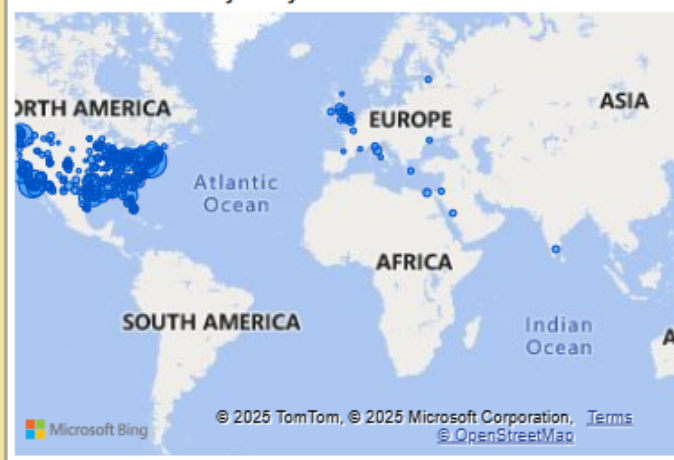 ORTH AMERICA
EUROPE
ASIA
Atlantic
Ocean
AFRICA
SOUTH AMERICA
Indian
Ocean
A
Microsoft Bing
© 2025 TomTom, © 2025 Microsoft Corporation, Terms
© OpenStreetMap